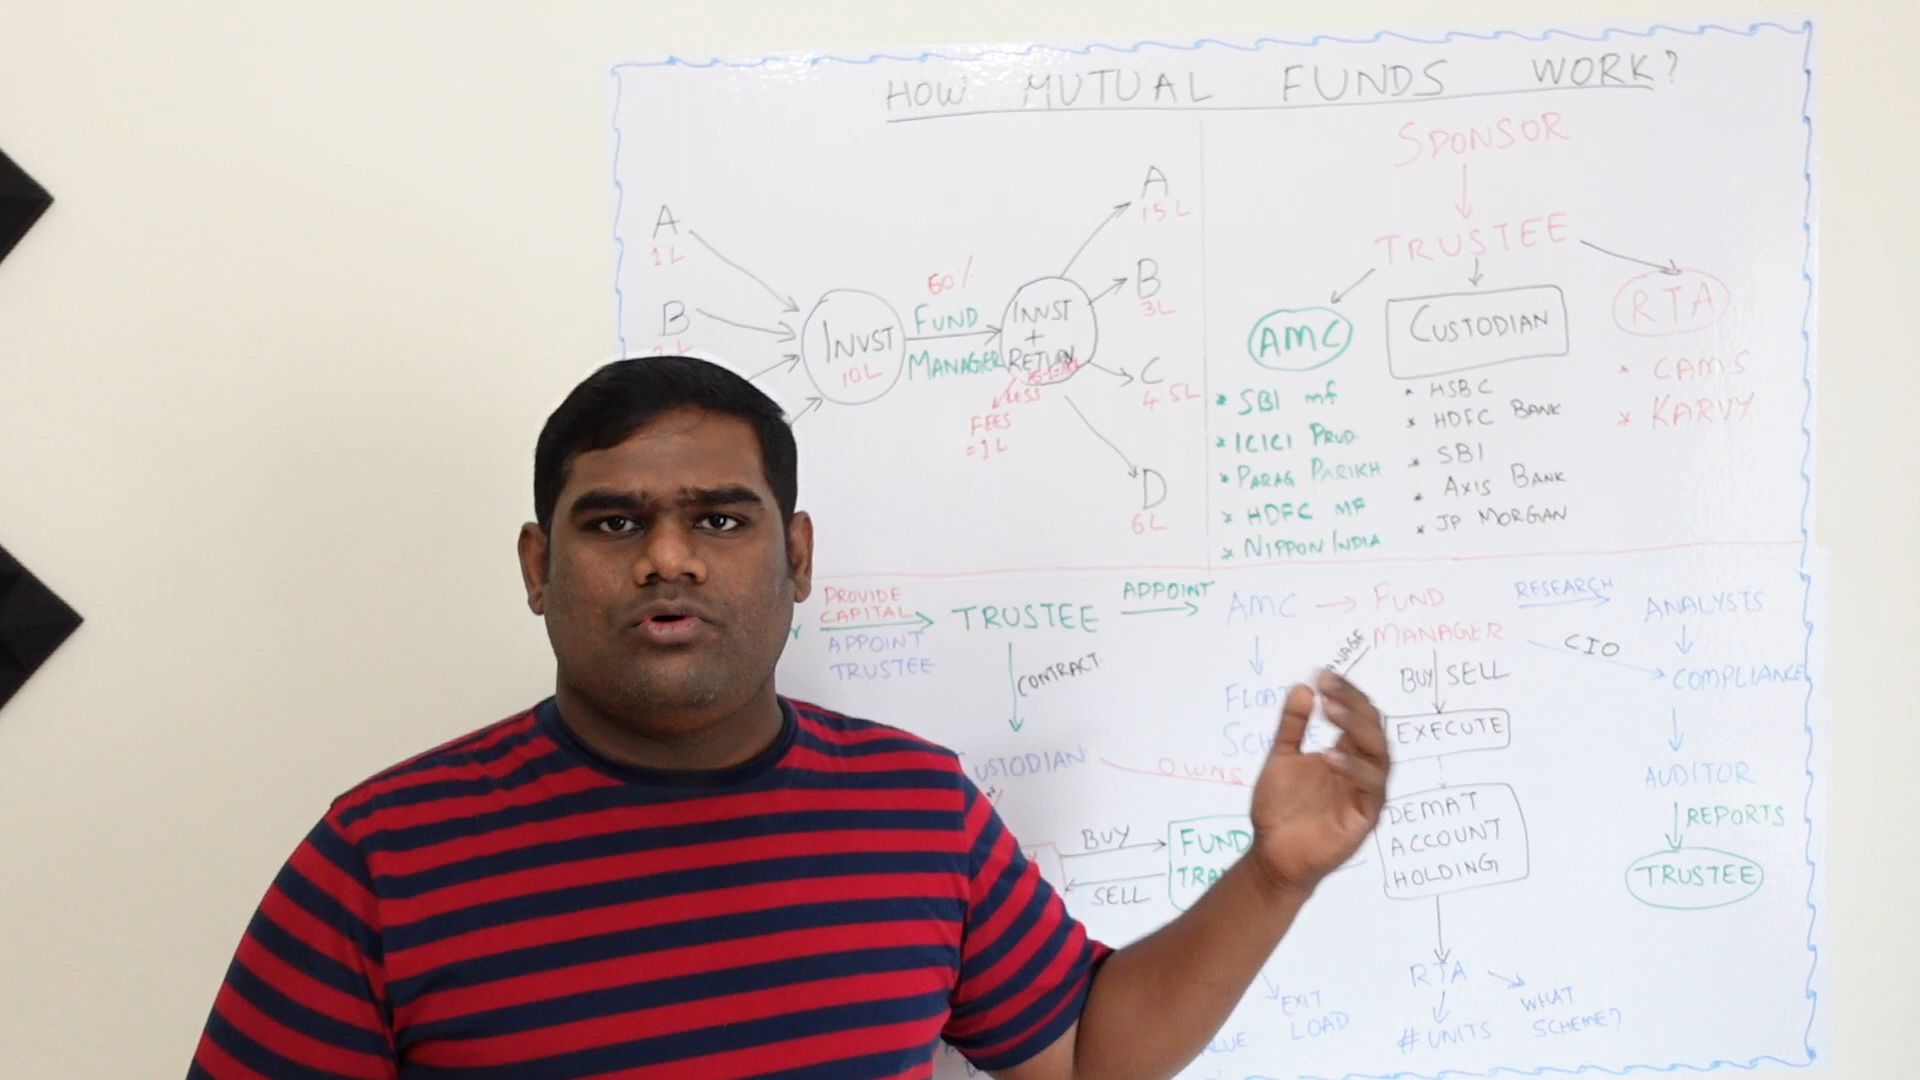 HOW MUTUAL FUNDS WORK?
A
1L
B
INVST
10L
60%
FUND
MANAGER
INVST
+
RETURN
LESS
FEES
=1L
A
15L
B
3L
C
4 5L
D
6L
SPONSOR
TRUSTEE
AMC
* SBI MF
* ICICI PRUD.
* PARAG PARIKH
* HDFC MF
* NIPPON INDIA
CUSTODIAN
* HSBC
* HDFC BANK
* SBI
* AXIS BANK
* JP MORGAN
RTA
* CAMS
* KARVY
PROVIDE
CAPITAL
APPOINT
TRUSTEE
TRUSTEE
APPOINT
AMC
FUND
MANAGER
RESEARCH
ANALYSTS
CIO
COMPLIANCE
AUDITOR
REPORTS
TRUSTEE
CONTRACT
USTODIAN
OWNS
BUY
SELL
FUND
BUY SELL
EXECUTE
DEMAT
ACCOUNT
HOLDING
RTA
# UNITS
WHAT
SCHEME?
EXIT
LOAD